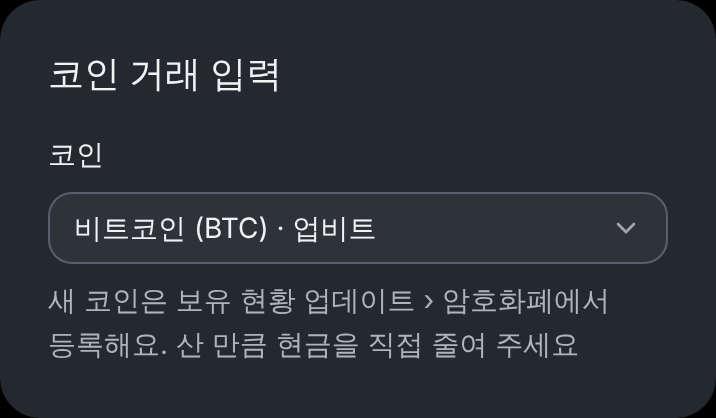 코인 거래 입력
코인
비트코인 (BTC) · 업비트
새 코인은 보유 현황 업데이트 › 암호화폐에서
등록해요. 산 만큼 현금을 직접 줄여 주세요